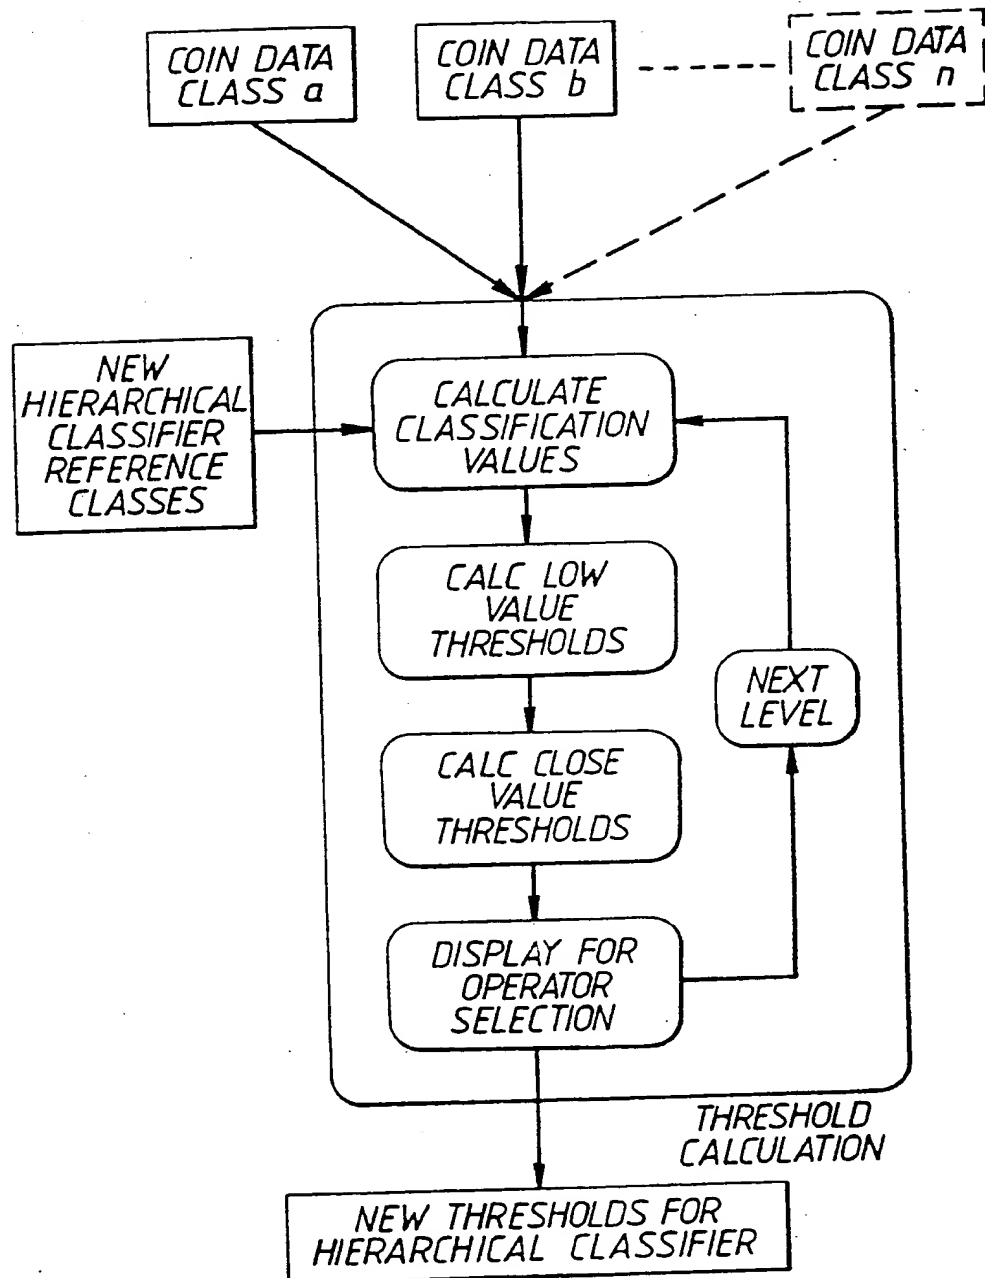 COIN DATA
CLASS a
COIN DATA
CLASS b
COIN DATA
CLASS n
NEW
HIERARCHICAL
CLASSIFIER
REFERENCE
CLASSES
CALCULATE
CLASSIFICATION
VALUES
CALC LOW
VALUE
THRESHOLDS
NEXT
LEVEL
CALC CLOSE
VALUE
THRESHOLDS
DISPLAY FOR
OPERATOR
SELECTION
THRESHOLD
CALCULATION
NEW THRESHOLDS FOR
HIERARCHICAL CLASSIFIER